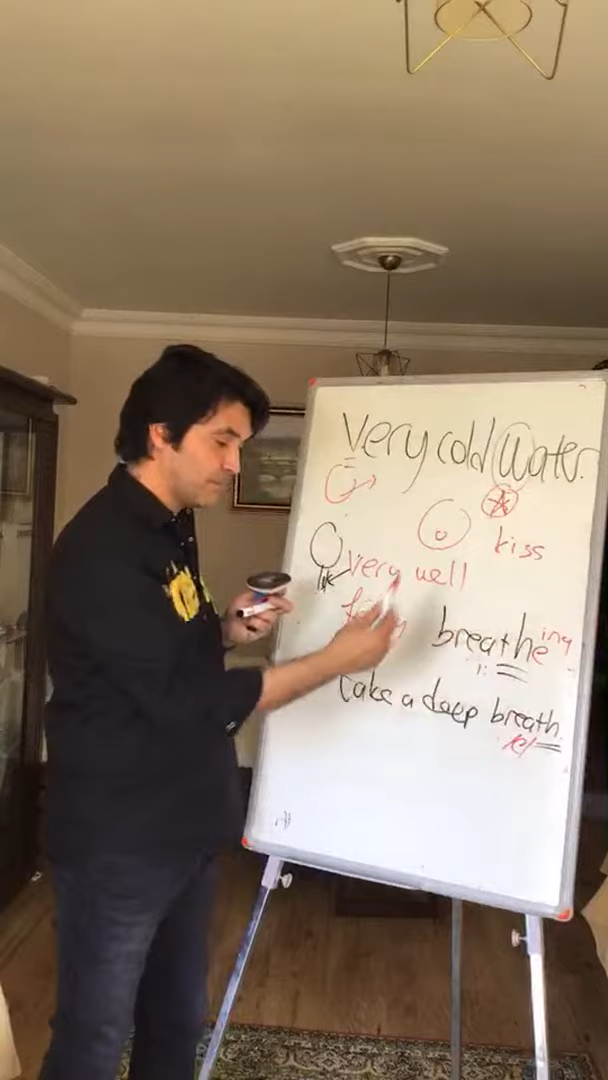 very cold water.
kiss
very well
breathe ing
i:
take a deep breath.
/e/